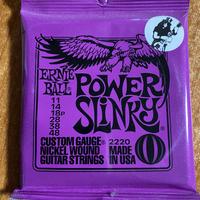 ERNIE BALL
POWER
SLINKY
11
14
18p
28
38
48
CUSTOM GAUGE® 2220
NICKEL WOUND MADE
GUITAR STRINGS IN USA